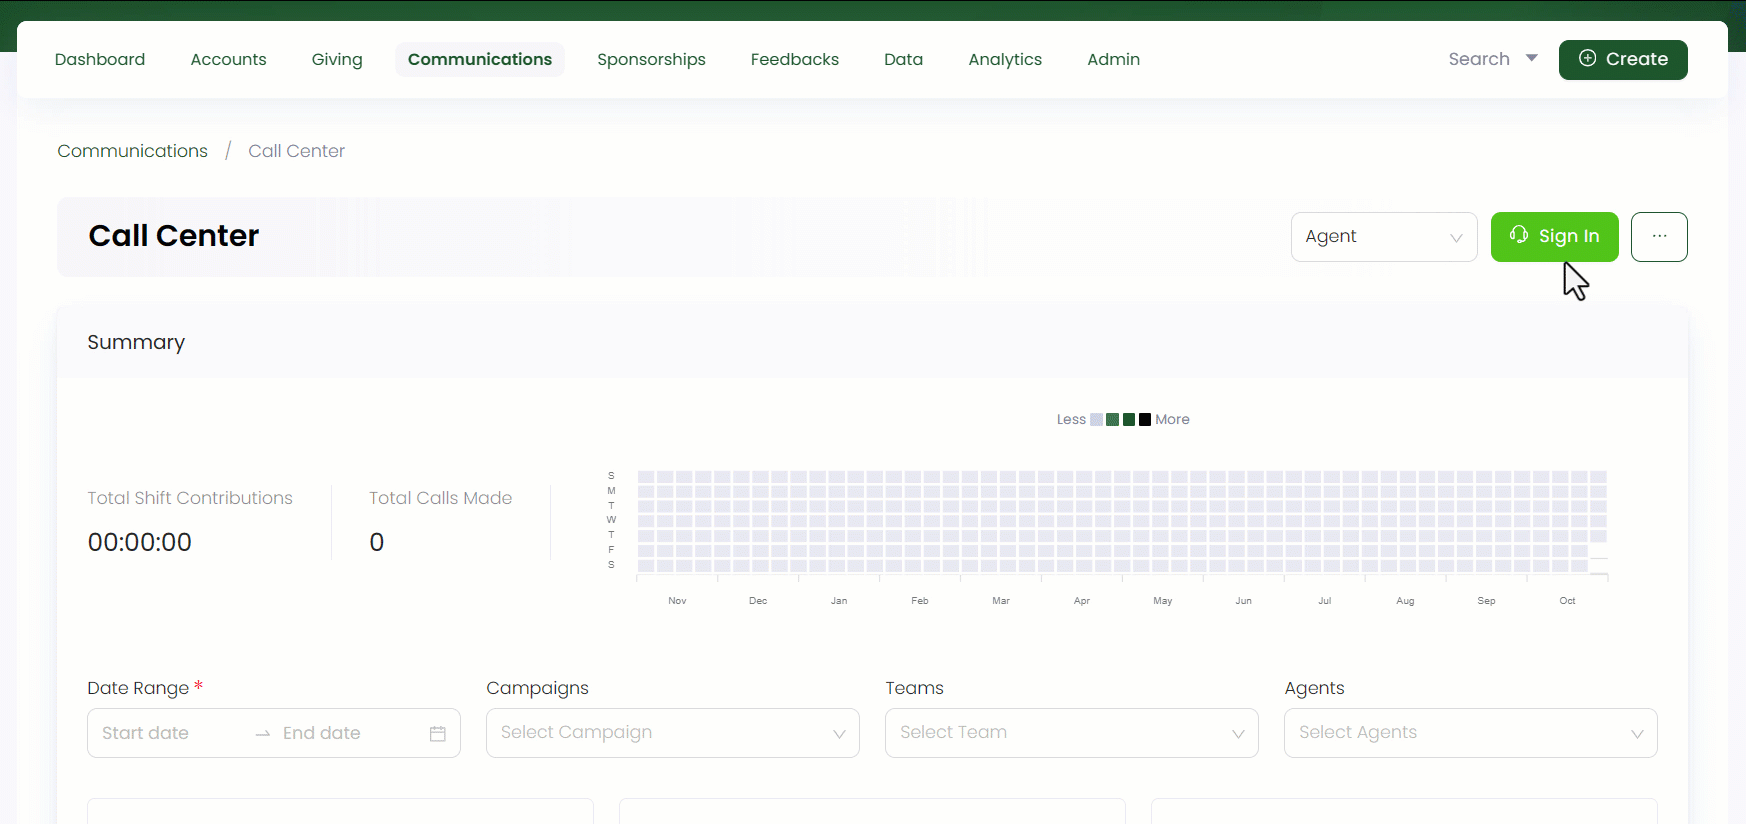 Dashboard Accounts Giving Communications Sponsorships Feedbacks Data Analytics Admin Search Create
Communications / Call Center
Call Center Agent Sign In ...
Summary
Less More
Total Shift Contributions Total Calls Made
00:00:00 0
S
M
T
W
T
F
S
Nov Dec Jan Feb Mar Apr May Jun Jul Aug Sep Oct
Date Range * Campaigns Teams Agents
Start date → End date Select Campaign Select Team Select Agents